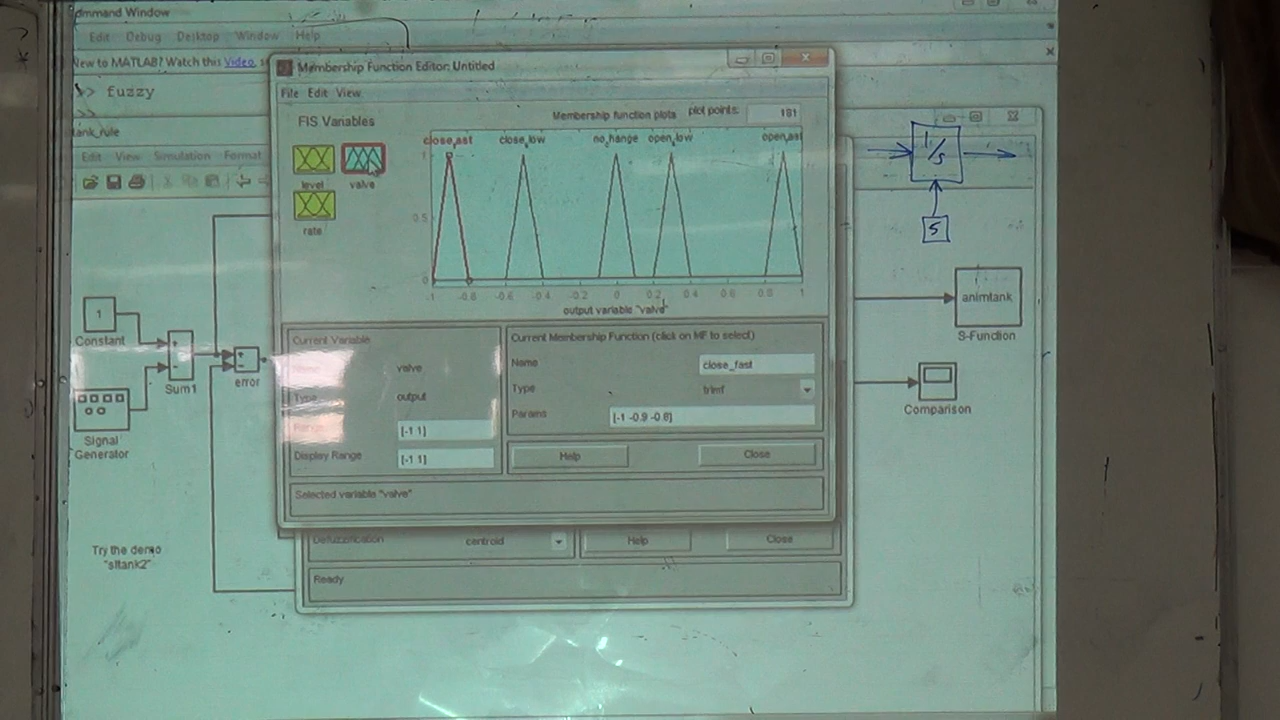 ommand Window
Edit Debug Desktop Window Help
New to MATLAB? Watch this Video, s
>> fuzzy
>>
tank_rule
Edit View Simulation Format
Membership Function Editor: Untitled
File Edit View
FIS Variables
level
valve
rate
Membership function plots
plot points:
181
close_fast
close_slow
no_change
open_slow
open_fast
1
0.5
0
-1 -0.8 -0.6 -0.4 -0.2 0 0.2 0.4 0.6 0.8 1
output variable "valve"
Current Variable
Name valve
Type output
Range [-1 1]
Display Range [-1 1]
Current Membership Function (click on MF to select)
Name close_fast
Type trimf
Params [-1 -0.9 -0.8]
Help
Close
Selected variable "valve"
Defuzzification centroid
Help
Close
Ready
1
Constant
Signal
Generator
Sum1
error
Try the demo
"sltank2"
1/s
5
animtank
S-Function
Comparison